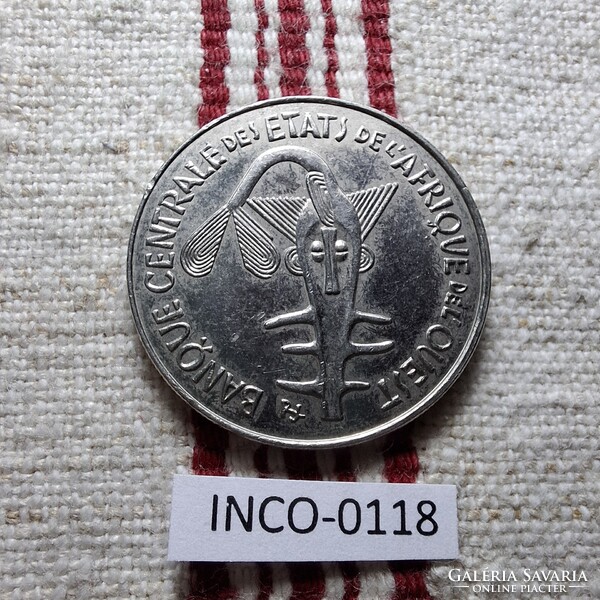 BANQUE CENTRALE DES ETATS DE L'AFRIQUE DE L'OUEST
INCO-0118
GALÉRIA SAVARIA
ONLINE PIACTÉR